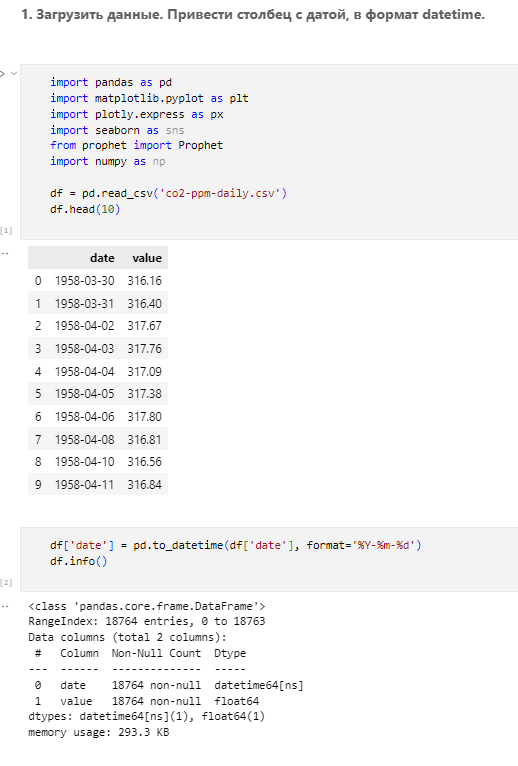 1. Загрузить данные. Привести столбец с датой, в формат datetime.
import pandas as pd
import matplotlib.pyplot as plt
import plotly.express as px
import seaborn as sns
from prophet import Prophet
import numpy as np
df = pd.read_csv('co2-ppm-daily.csv')
df.head(10)
[1]
..
date value
0 1958-03-30 316.16
1 1958-03-31 316.40
2 1958-04-02 317.67
3 1958-04-03 317.76
4 1958-04-04 317.09
5 1958-04-05 317.38
6 1958-04-06 317.80
7 1958-04-08 316.81
8 1958-04-10 316.56
9 1958-04-11 316.84
df['date'] = pd.to_datetime(df['date'], format='%Y-%m-%d')
df.info()
[2]
..
<class 'pandas.core.frame.DataFrame'>
RangeIndex: 18764 entries, 0 to 18763
Data columns (total 2 columns):
 #   Column  Non-Null Count  Dtype
---  ------  --------------  -----
 0   date    18764 non-null  datetime64[ns]
 1   value   18764 non-null  float64
dtypes: datetime64[ns](1), float64(1)
memory usage: 293.3 KB